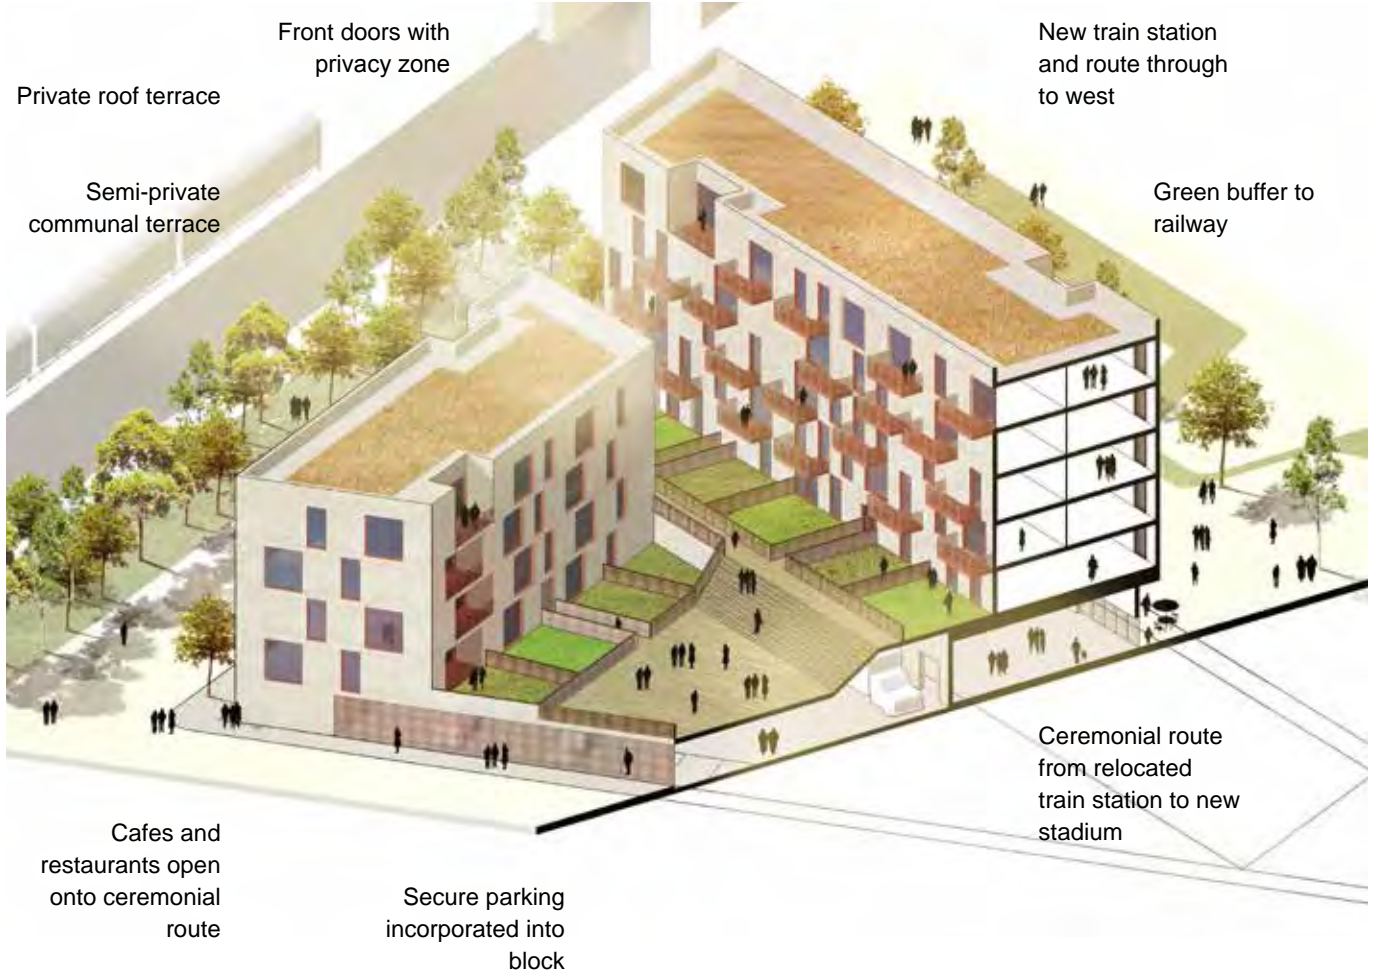 Front doors with
privacy zone
New train station
and route through
to west
Private roof terrace
Semi-private
communal terrace
Green buffer to
railway
Ceremonial route
from relocated
train station to new
stadium
Cafes and
restaurants open
onto ceremonial
route
Secure parking
incorporated into
block